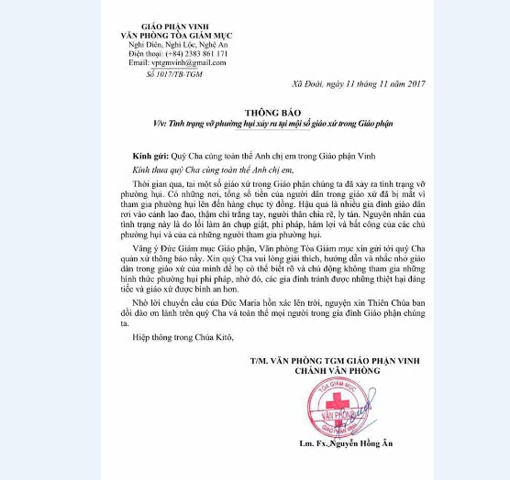 GIÁO PHẬN VINH
VĂN PHÒNG TÒA GIÁM MỤC
Nghi Diên, Nghi Lộc, Nghệ An
Điện thoại: (+84) 2383 861 171
Email: vptgmvinh@gmail.com
Số 1017/TB-TGM
Xã Đoài, ngày 11 tháng 11 năm 2017
THÔNG BÁO
V/v: Tình trạng vỡ phường hụi xảy ra tại một số giáo xứ trong Giáo phận
Kính gửi: Quý Cha cùng toàn thể Anh chị em trong Giáo phận Vinh
Kính thưa quý Cha cùng toàn thể Anh chị em,
Thời gian qua, tại một số giáo xứ trong Giáo phận chúng ta đã xảy ra tình trạng vỡ
phường hụi. Có những nơi, tổng số tiền của người dân trong giáo xứ đã bị mất vì
tham gia phường hụi lên đến hàng chục tỷ đồng. Hậu quả là nhiều gia đình giáo dân
rơi vào cảnh lao đao, thậm chí trắng tay, người thân chia rẽ, ly tán. Nguyên nhân của
tình trạng này là do lối làm ăn chụp giật, phi pháp, hám lợi và bất công của các chủ
phường hụi và của cả những người tham gia phường hụi.
Vâng ý Đức Giám mục Giáo phận, Văn phòng Tòa Giám mục xin gửi tới quý Cha
quản xứ thông báo này. Xin quý Cha vui lòng giải thích, hướng dẫn và nhắc nhở giáo
dân trong giáo xứ của mình để họ có thể biết rõ và chủ động không tham gia những
hình thức phường hụi phi pháp, nhờ đó, các gia đình tránh được những thiệt hại đáng
tiếc và giáo xứ được bình an hơn.
Nhờ lời chuyển cầu của Đức Maria hồn xác lên trời, nguyện xin Thiên Chúa ban
dồi dào ơn lành trên quý Cha và toàn thể mọi người trong gia đình Giáo phận chúng
ta.
Hiệp thông trong Chúa Kitô,
T/M. VĂN PHÒNG TGM GIÁO PHẬN VINH
CHÁNH VĂN PHÒNG
TÒA GIÁM MỤC
VĂN PHÒNG
GIÁO PHẬN VINH
Lm. Fx. Nguyễn Hồng Ân